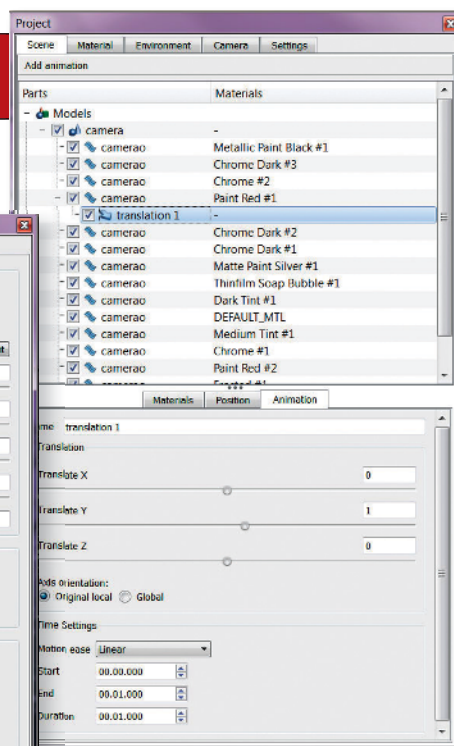 Project
Scene Material Environment Camera Settings
Add animation
Parts Materials
Models
camera -
camerao Metallic Paint Black #1
camerao Chrome Dark #3
camerao Chrome #2
camerao Paint Red #1
translation 1 -
camerao Chrome Dark #2
camerao Chrome Dark #1
camerao Matte Paint Silver #1
camerao Thinfilm Soap Bubble #1
camerao Dark Tint #1
camerao DEFAULT_MTL
camerao Medium Tint #1
camerao Chrome #1
camerao Paint Red #2
Materials Position Animation
translation 1
Translation
Translate X 0
Translate Y 1
Translate Z 0
Axis orientation:
Original local Global
Time Settings
Motion ease Linear
Start 00.00.000
End 00.01.000
Duration 00.01.000